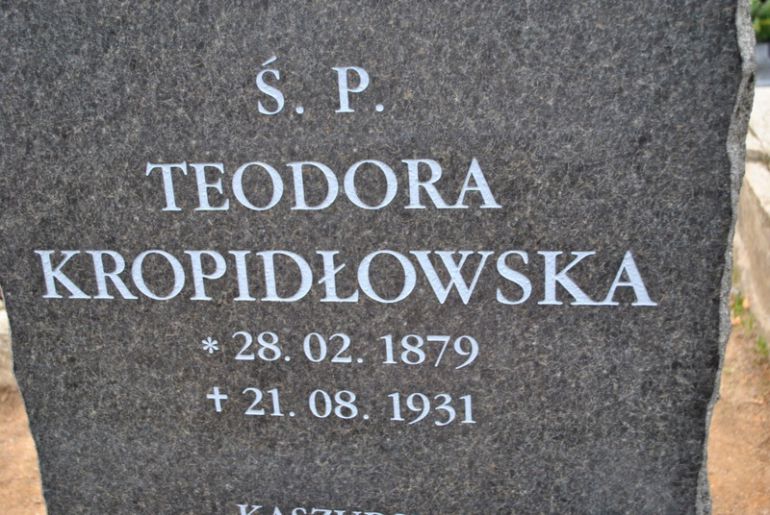 Ś. P.
TEODORA
KROPIDŁOWSKA
* 28. 02. 1879
✝ 21. 08. 1931